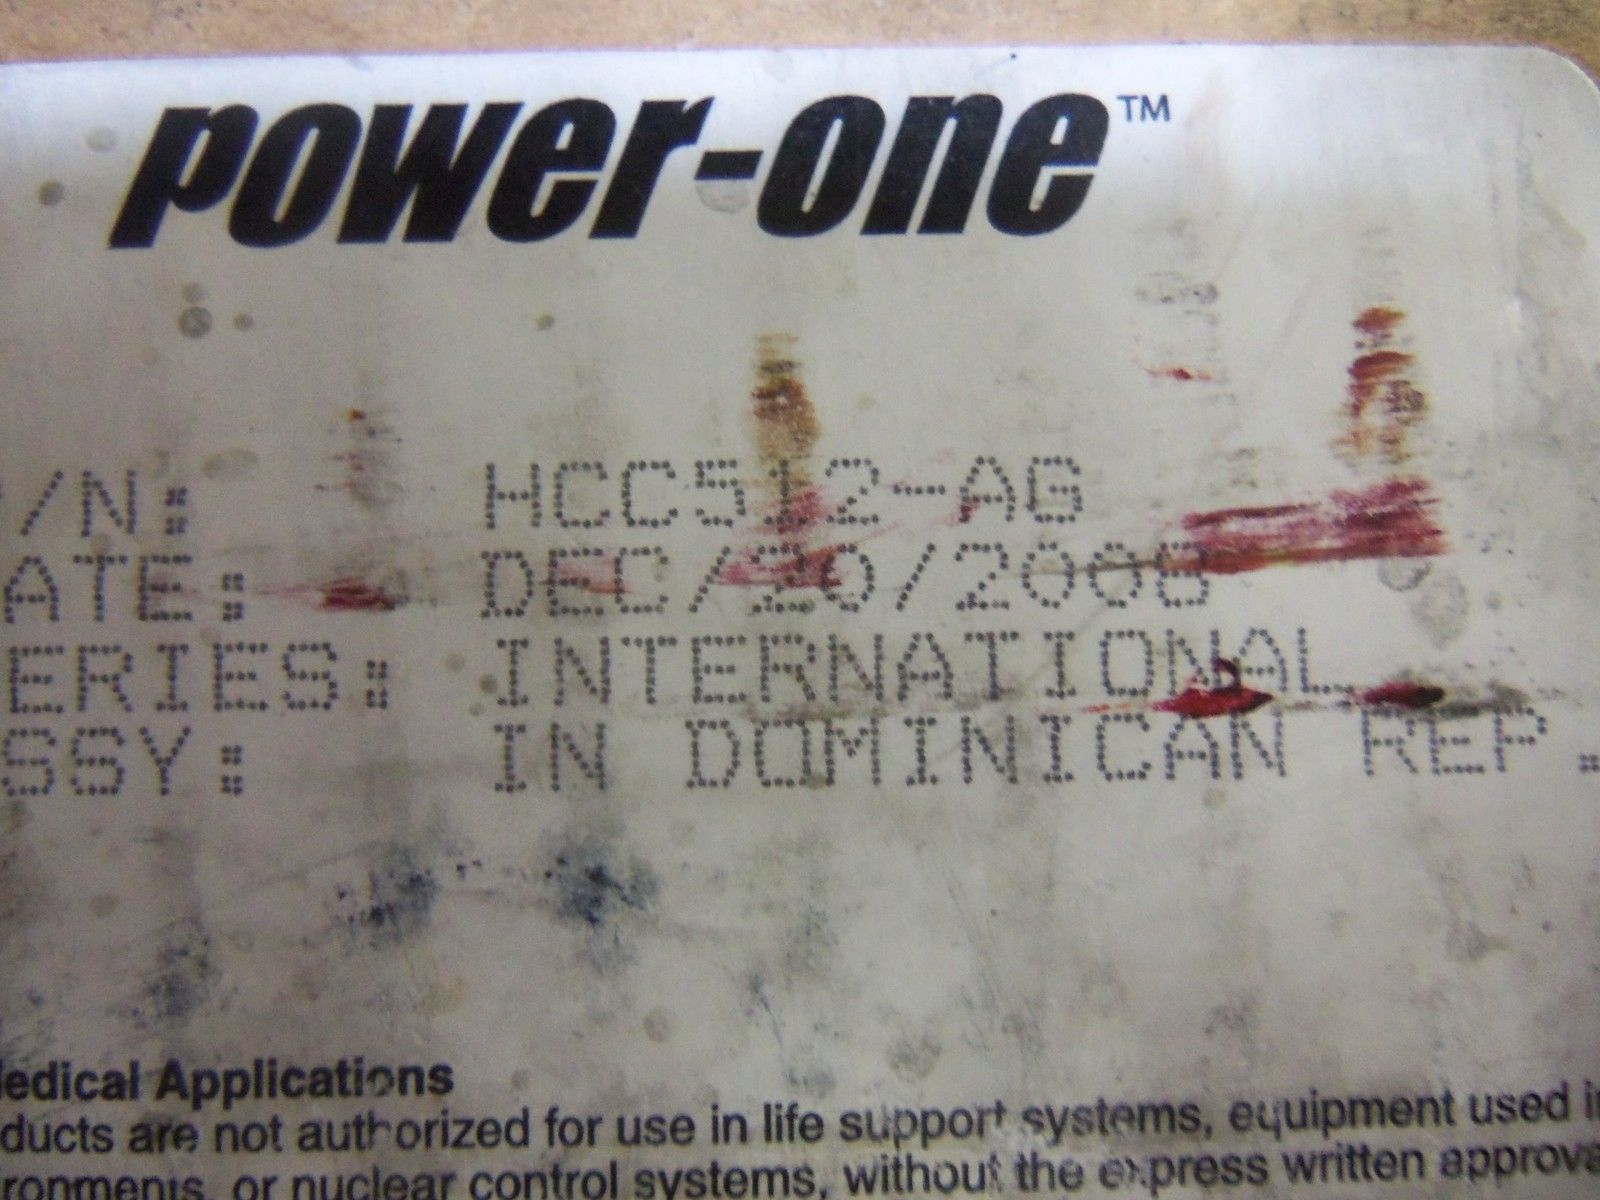 power-one™
/N: HCC512-AG
ATE: DEC/20/2008
ERIES: INTERNATIONAL
SSY: IN DOMINICAN REP.
edical Applications
ducts are not authorized for use in life support systems, equipment used i
ronments, or nuclear control systems, without the express written approva